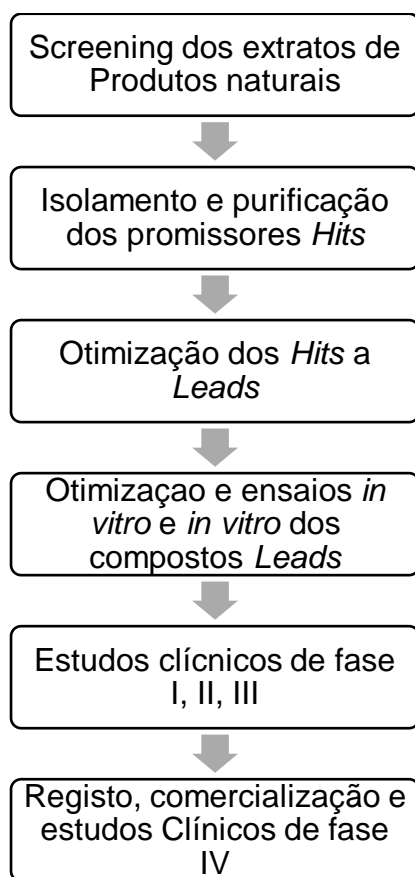 Screening dos extratos de
Produtos naturais
Isolamento e purificação
dos promissores Hits
Otimização dos Hits a
Leads
Otimizaçao e ensaios in
vitro e in vitro dos
compostos Leads
Estudos clícnicos de fase
I, II, III
Registo, comercialização e
estudos Clínicos de fase
IV